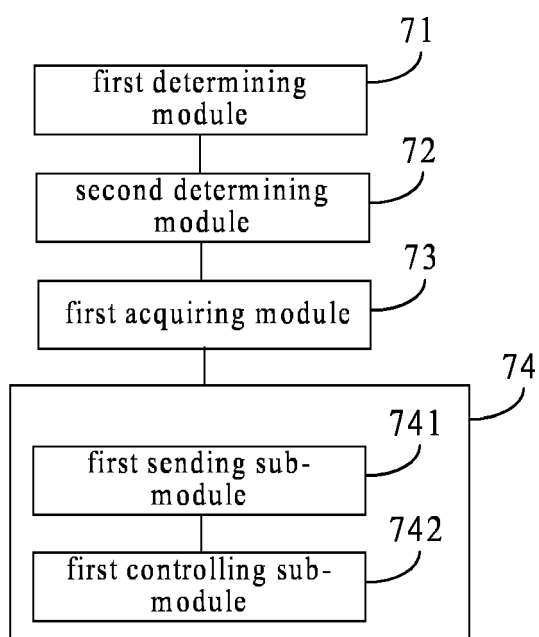 71
first determining
module
72
second determining
module
73
first acquiring module
74
741
first sending sub-
module
742
first controlling sub-
module